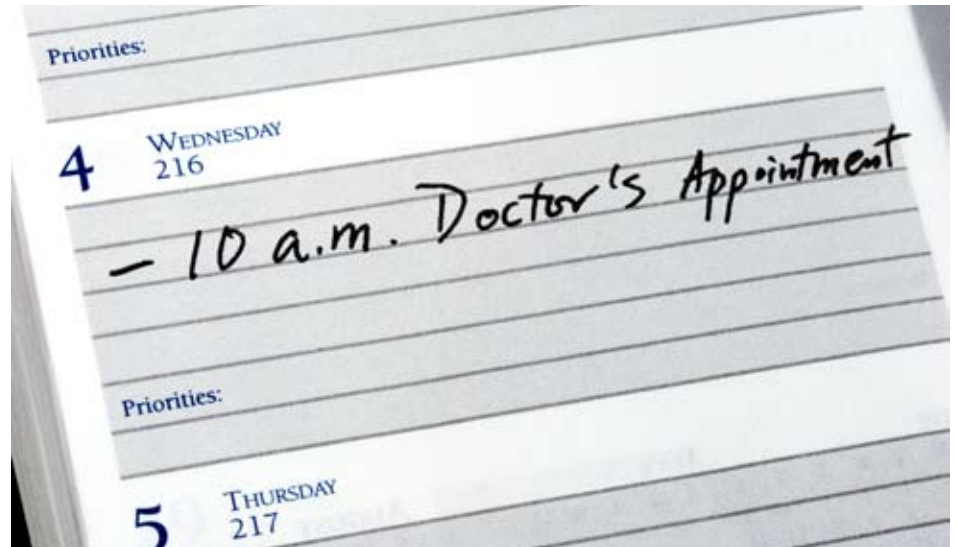 Priorities:
4 WEDNESDAY
216
- 10 a.m. Doctor's Appointment
Priorities:
5 THURSDAY
217